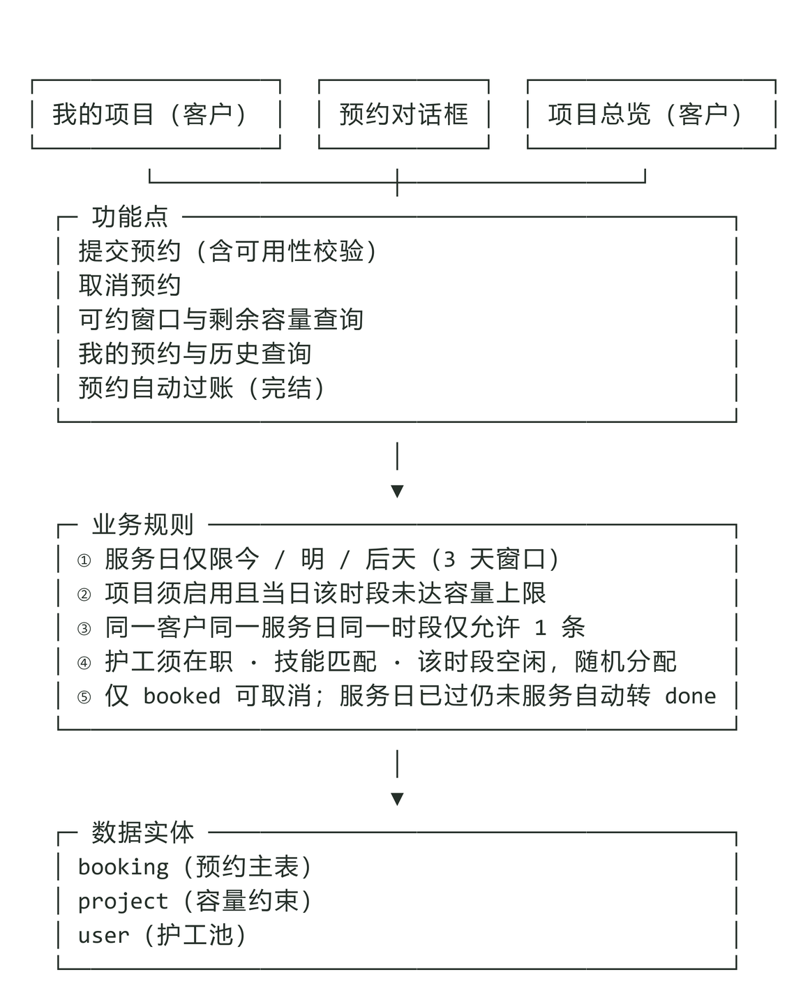 我的项目 (客户) 预约对话框 项目总览 (客户)
功能点
提交预约 (含可用性校验)
取消预约
可约窗口与剩余容量查询
我的预约与历史查询
预约自动过账 (完结)
业务规则
① 服务日仅限今 / 明 / 后天 (3 天窗口)
② 项目须启用且当日该时段未达容量上限
③ 同一客户同一服务日同一时段仅允许 1 条
④ 护工须在职 · 技能匹配 · 该时段空闲, 随机分配
⑤ 仅 booked 可取消; 服务日已过仍未服务自动转 done
数据实体
booking (预约主表)
project (容量约束)
user (护工池)